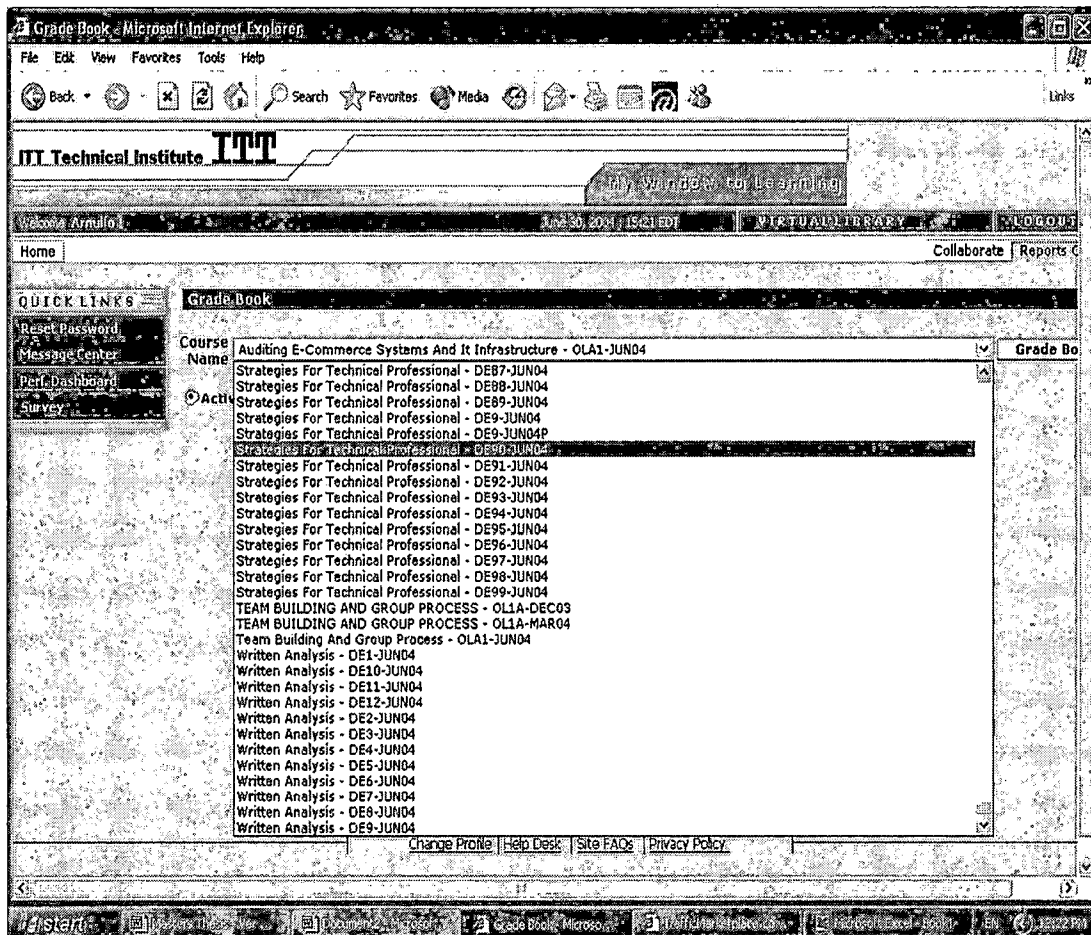 Grade Book - Microsoft Internet Explorer
File Edit View Favorites Tools Help
Back Search Favorites Media Links
ITT Technical Institute ITT
My Window to Learning
Welcome Armulfo June 30, 2004 | 15:21 EDT VIRTUAL LIBRARY LOGOUT
Home Collaborate Reports C
QUICK LINKS
Reset Password
Message Center
Perf. Dashboard
Survey
Grade Book
Course Name Auditing E-Commerce Systems And It Infrastructure - OLA1-JUN04 Grade Bo
Activ
Strategies For Technical Professional - DE87-JUN04
Strategies For Technical Professional - DE88-JUN04
Strategies For Technical Professional - DE89-JUN04
Strategies For Technical Professional - DE9-JUN04
Strategies For Technical Professional - DE9-JUN04P
Strategies For Technical Professional - DE90-JUN04
Strategies For Technical Professional - DE91-JUN04
Strategies For Technical Professional - DE92-JUN04
Strategies For Technical Professional - DE93-JUN04
Strategies For Technical Professional - DE94-JUN04
Strategies For Technical Professional - DE95-JUN04
Strategies For Technical Professional - DE96-JUN04
Strategies For Technical Professional - DE97-JUN04
Strategies For Technical Professional - DE98-JUN04
Strategies For Technical Professional - DE99-JUN04
TEAM BUILDING AND GROUP PROCESS - OL1A-DEC03
TEAM BUILDING AND GROUP PROCESS - OL1A-MAR04
Team Building And Group Process - OLA1-JUN04
Written Analysis - DE1-JUN04
Written Analysis - DE10-JUN04
Written Analysis - DE11-JUN04
Written Analysis - DE12-JUN04
Written Analysis - DE2-JUN04
Written Analysis - DE3-JUN04
Written Analysis - DE4-JUN04
Written Analysis - DE5-JUN04
Written Analysis - DE6-JUN04
Written Analysis - DE7-JUN04
Written Analysis - DE8-JUN04
Written Analysis - DE9-JUN04
Change Profile Help Desk Site FAQs Privacy Policy
start Masters Thesis Ver... Document2 - Microsof... Grade Book - Microso... Microsoft Excel - Book1 EN